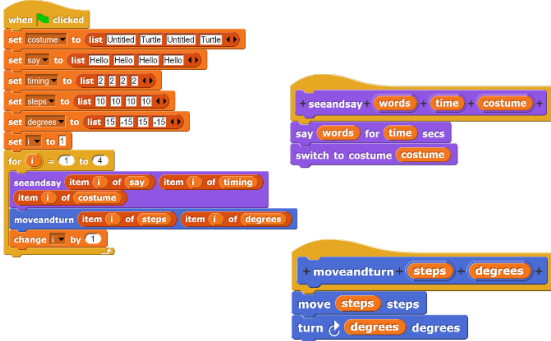 when clicked
set costume to list Untitled Turtle Untitled Turtle
set say to list Hello Hello Hello Hello
set timing to list 2 2 2 2
set steps to list 10 10 10 10
set degrees to list 15 -15 15 -15
set i to 1
for i = 1 to 4
seeandsay item i of say item i of timing
item i of costume
moveandturn item i of steps item i of degrees
change i by 1
+ seeandsay + words + time + costume +
say words for time secs
switch to costume costume
+ moveandturn + steps + degrees +
move steps steps
turn degrees degrees